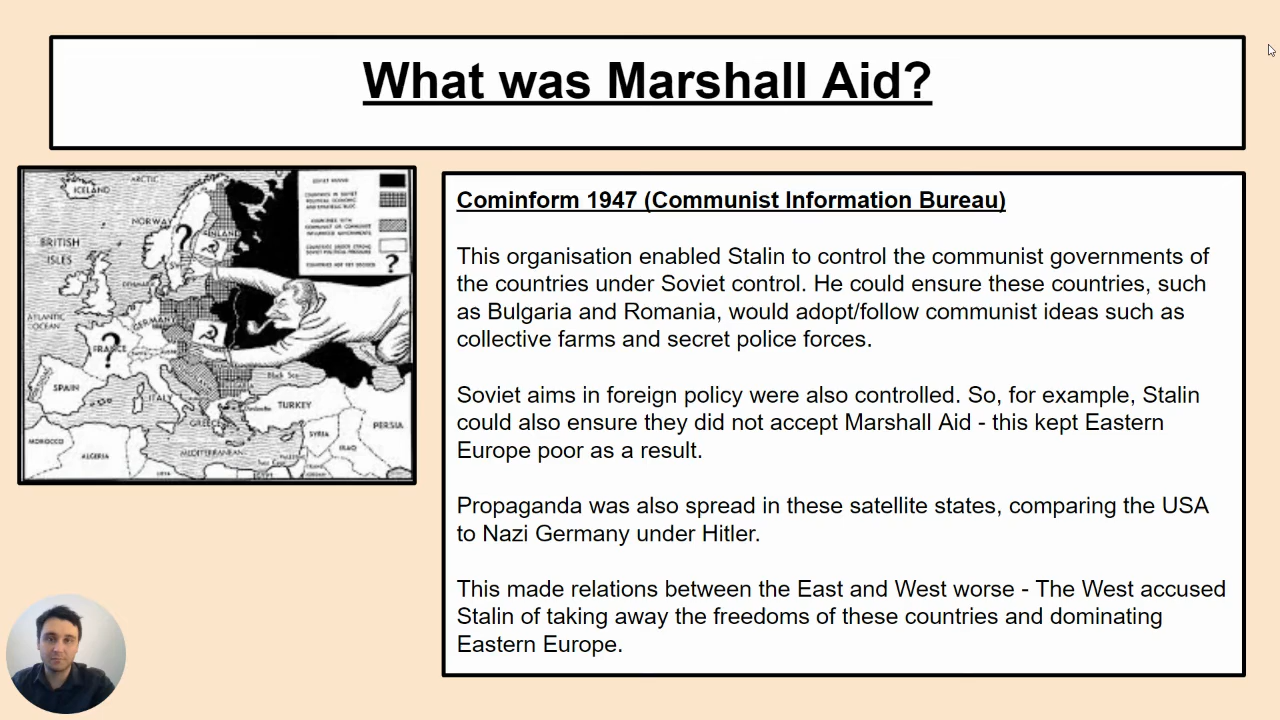 What was Marshall Aid?
ICELAND
ARCTIC
NORWAY
BRITISH
ISLES
ATLANTIC
OCEAN
GERMANY
FRANCE
?
?
?
SPAIN
ITALY
GREECE
TURKEY
Black Sea
SYRIA
IRAQ
PERSIA
MOROCCO
ALGERIA
MEDITERRANEAN
Cominform 1947 (Communist Information Bureau)
This organisation enabled Stalin to control the communist governments of
the countries under Soviet control. He could ensure these countries, such
as Bulgaria and Romania, would adopt/follow communist ideas such as
collective farms and secret police forces.
Soviet aims in foreign policy were also controlled. So, for example, Stalin
could also ensure they did not accept Marshall Aid - this kept Eastern
Europe poor as a result.
Propaganda was also spread in these satellite states, comparing the USA
to Nazi Germany under Hitler.
This made relations between the East and West worse - The West accused
Stalin of taking away the freedoms of these countries and dominating
Eastern Europe.